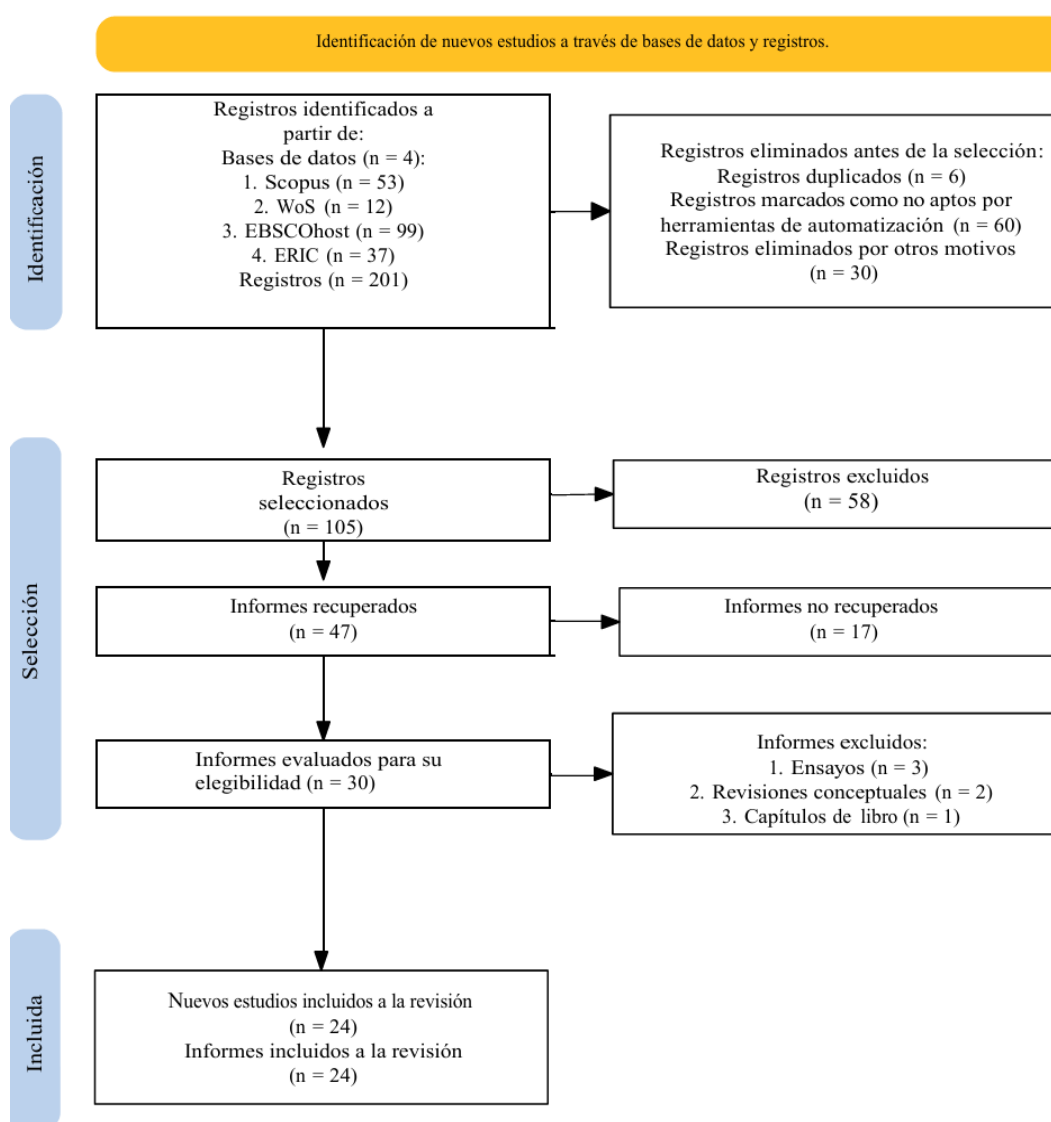 Identificación de nuevos estudios a través de bases de datos y registros.
Identificación
Registros identificados a
partir de:
Bases de datos (n = 4):
1. Scopus (n = 53)
2. WoS (n = 12)
3. EBSCOhost (n = 99)
4. ERIC (n = 37)
Registros (n = 201)
Registros eliminados antes de la selección:
Registros duplicados (n = 6)
Registros marcados como no aptos por
herramientas de automatización (n = 60)
Registros eliminados por otros motivos
(n = 30)
Selección
Registros
seleccionados
(n = 105)
Registros excluidos
(n = 58)
Informes recuperados
(n = 47)
Informes no recuperados
(n = 17)
Informes evaluados para su
elegibilidad (n = 30)
Informes excluidos:
1. Ensayos (n = 3)
2. Revisiones conceptuales (n = 2)
3. Capítulos de libro (n = 1)
Incluida
Nuevos estudios incluidos a la revisión
(n = 24)
Informes incluidos a la revisión
(n = 24)